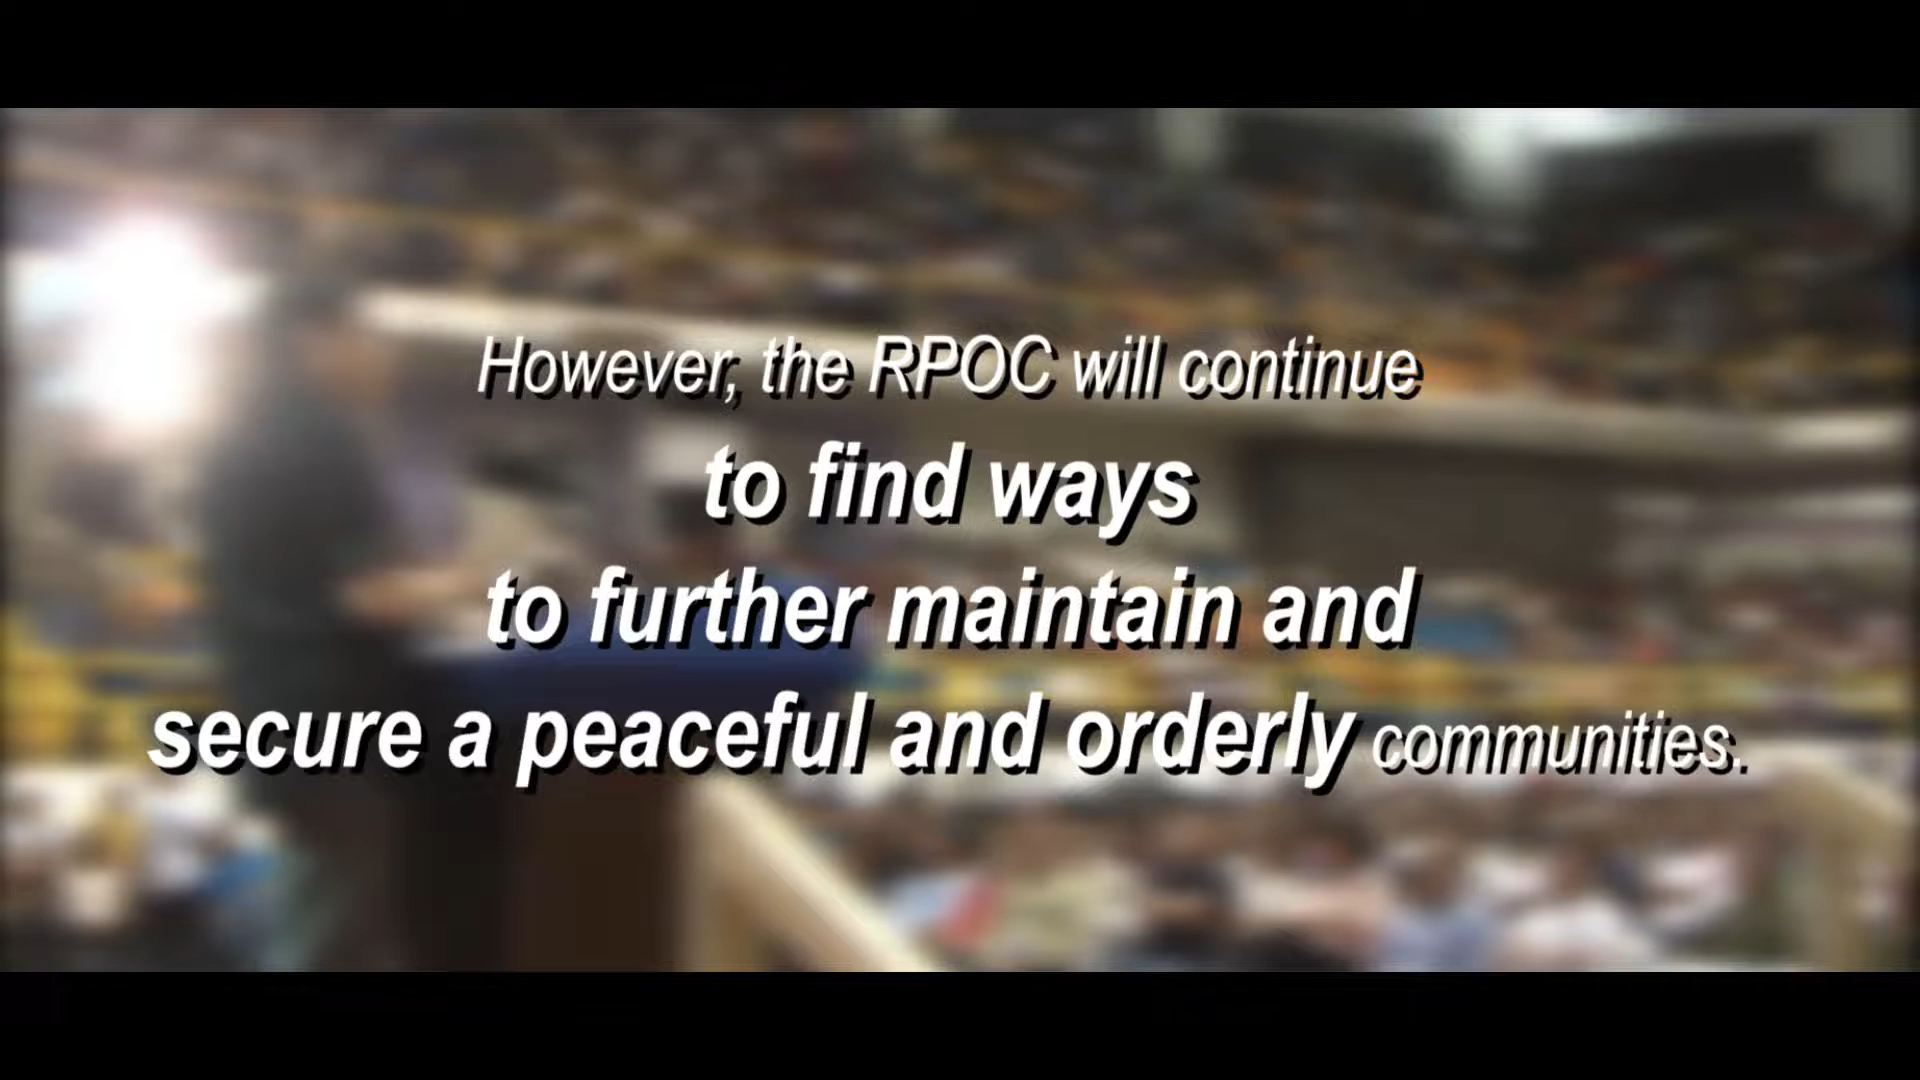 However, the RPOC will continue
to find ways
to further maintain and
secure a peaceful and orderly communities.